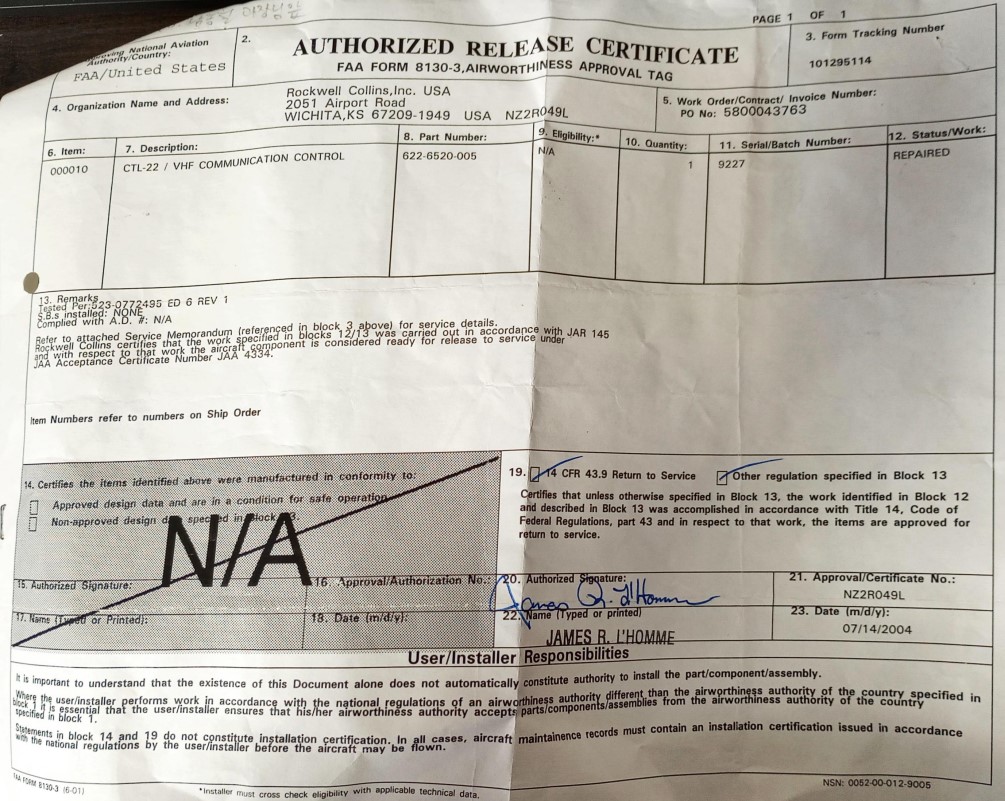 PAGE 1 OF 1
National Aviation
Authority/Country:
FAA/United States
2.
AUTHORIZED RELEASE CERTIFICATE
FAA FORM 8130-3,AIRWORTHINESS APPROVAL TAG
3. Form Tracking Number
101295114
4. Organization Name and Address:
Rockwell Collins,Inc. USA
2051 Airport Road
WICHITA,KS 67209-1949 USA NZ2R049L
5. Work Order/Contract/ Invoice Number:
PO No: 5800043763
6. Item:
7. Description:
8. Part Number:
9. Eligibility:*
10. Quantity:
11. Serial/Batch Number:
12. Status/Work:
000010
CTL-22 / VHF COMMUNICATION CONTROL
622-6520-005
N/A
1
9227
REPAIRED
13. Remarks
Tested Per:523-0772495 ED 6 REV 1
S.B.s installed: NONE
Complied with A.D. #: N/A
Refer to attached Service Memorandum (referenced in block 3 above) for service details.
Rockwell Collins certifies that the work specified in blocks 12/13 was carried out in accordance with JAR 145
and with respect to that work the aircraft component is considered ready for release to service under
JAA Acceptance Certificate Number JAA 4334.
Item Numbers refer to numbers on Ship Order
14. Certifies the items identified above were manufactured in conformity to:
Approved design data and are in a condition for safe operation
Non-approved design specified in Block 13.
N/A
15. Authorized Signature:
16. Approval/Authorization No.:
17. Name (Typed or Printed):
18. Date (m/d/y):
19. 14 CFR 43.9 Return to Service
Other regulation specified in Block 13
Certifies that unless otherwise specified in Block 13, the work identified in Block 12
and described in Block 13 was accomplished in accordance with Title 14, Code of
Federal Regulations, part 43 and in respect to that work, the items are approved for
return to service.
20. Authorized Signature:
James R. L'Homme
21. Approval/Certificate No.:
NZ2R049L
22. Name (Typed or printed)
JAMES R. L'HOMME
23. Date (m/d/y):
07/14/2004
User/Installer Responsibilities
It is important to understand that the existence of this Document alone does not automatically constitute authority to install the part/component/assembly.
Where the user/installer performs work in accordance with the national regulations of an airworthiness authority different than the airworthiness authority of the country specified in
block 1 it is essential that the user/installer ensures that his/her airworthiness authority accepts parts/components/assemblies from the airworthiness authority of the country
specified in block 1.
Statements in block 14 and 19 do not constitute installation certification. In all cases, aircraft maintainence records must contain an installation certification issued in accordance
with the national regulations by the user/installer before the aircraft may be flown.
FAA FORM 8130-3 (6-01)
*Installer must cross check eligibility with applicable technical data.
NSN: 0052-00-012-9005